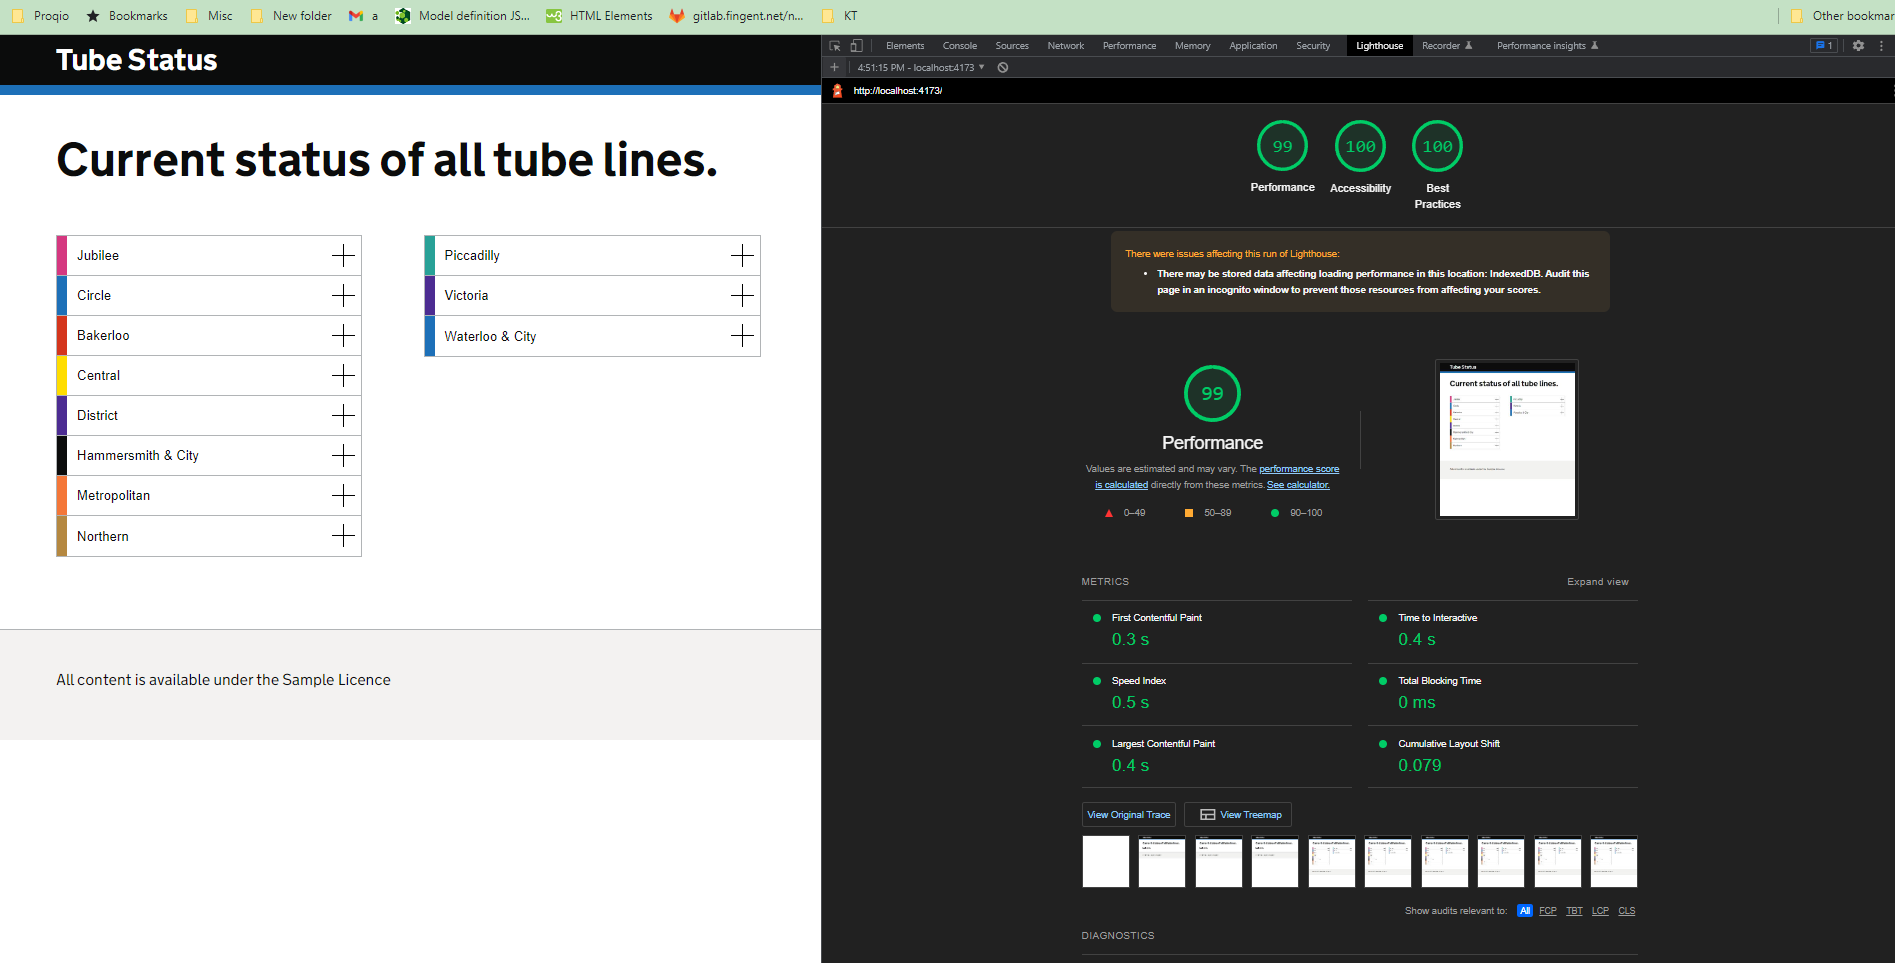 Proqio
Bookmarks
Misc
New folder
a
Model definition JS...
HTML Elements
gitlab.fingent.net/n...
KT
Other bookmar
Tube Status
Current status of all tube lines.
Jubilee
Circle
Bakerloo
Central
District
Hammersmith & City
Metropolitan
Northern
Piccadilly
Victoria
Waterloo & City
All content is available under the Sample Licence
Elements
Console
Sources
Network
Performance
Memory
Application
Security
Lighthouse
Recorder
Performance insights
1
4:51:15 PM - localhost:4173
http://localhost:4173/
99
Performance
100
Accessibility
100
Best
Practices
There were issues affecting this run of Lighthouse:
There may be stored data affecting loading performance in this location: IndexedDB. Audit this
page in an incognito window to prevent those resources from affecting your scores.
99
Performance
Values are estimated and may vary. The performance score
is calculated directly from these metrics. See calculator.
0–49
50–89
90–100
Tube Status
Current status of all tube lines.
METRICS
Expand view
First Contentful Paint
0.3 s
Time to Interactive
0.4 s
Speed Index
0.5 s
Total Blocking Time
0 ms
Largest Contentful Paint
0.4 s
Cumulative Layout Shift
0.079
View Original Trace
View Treemap
Show audits relevant to: All FCP TBT LCP CLS
DIAGNOSTICS